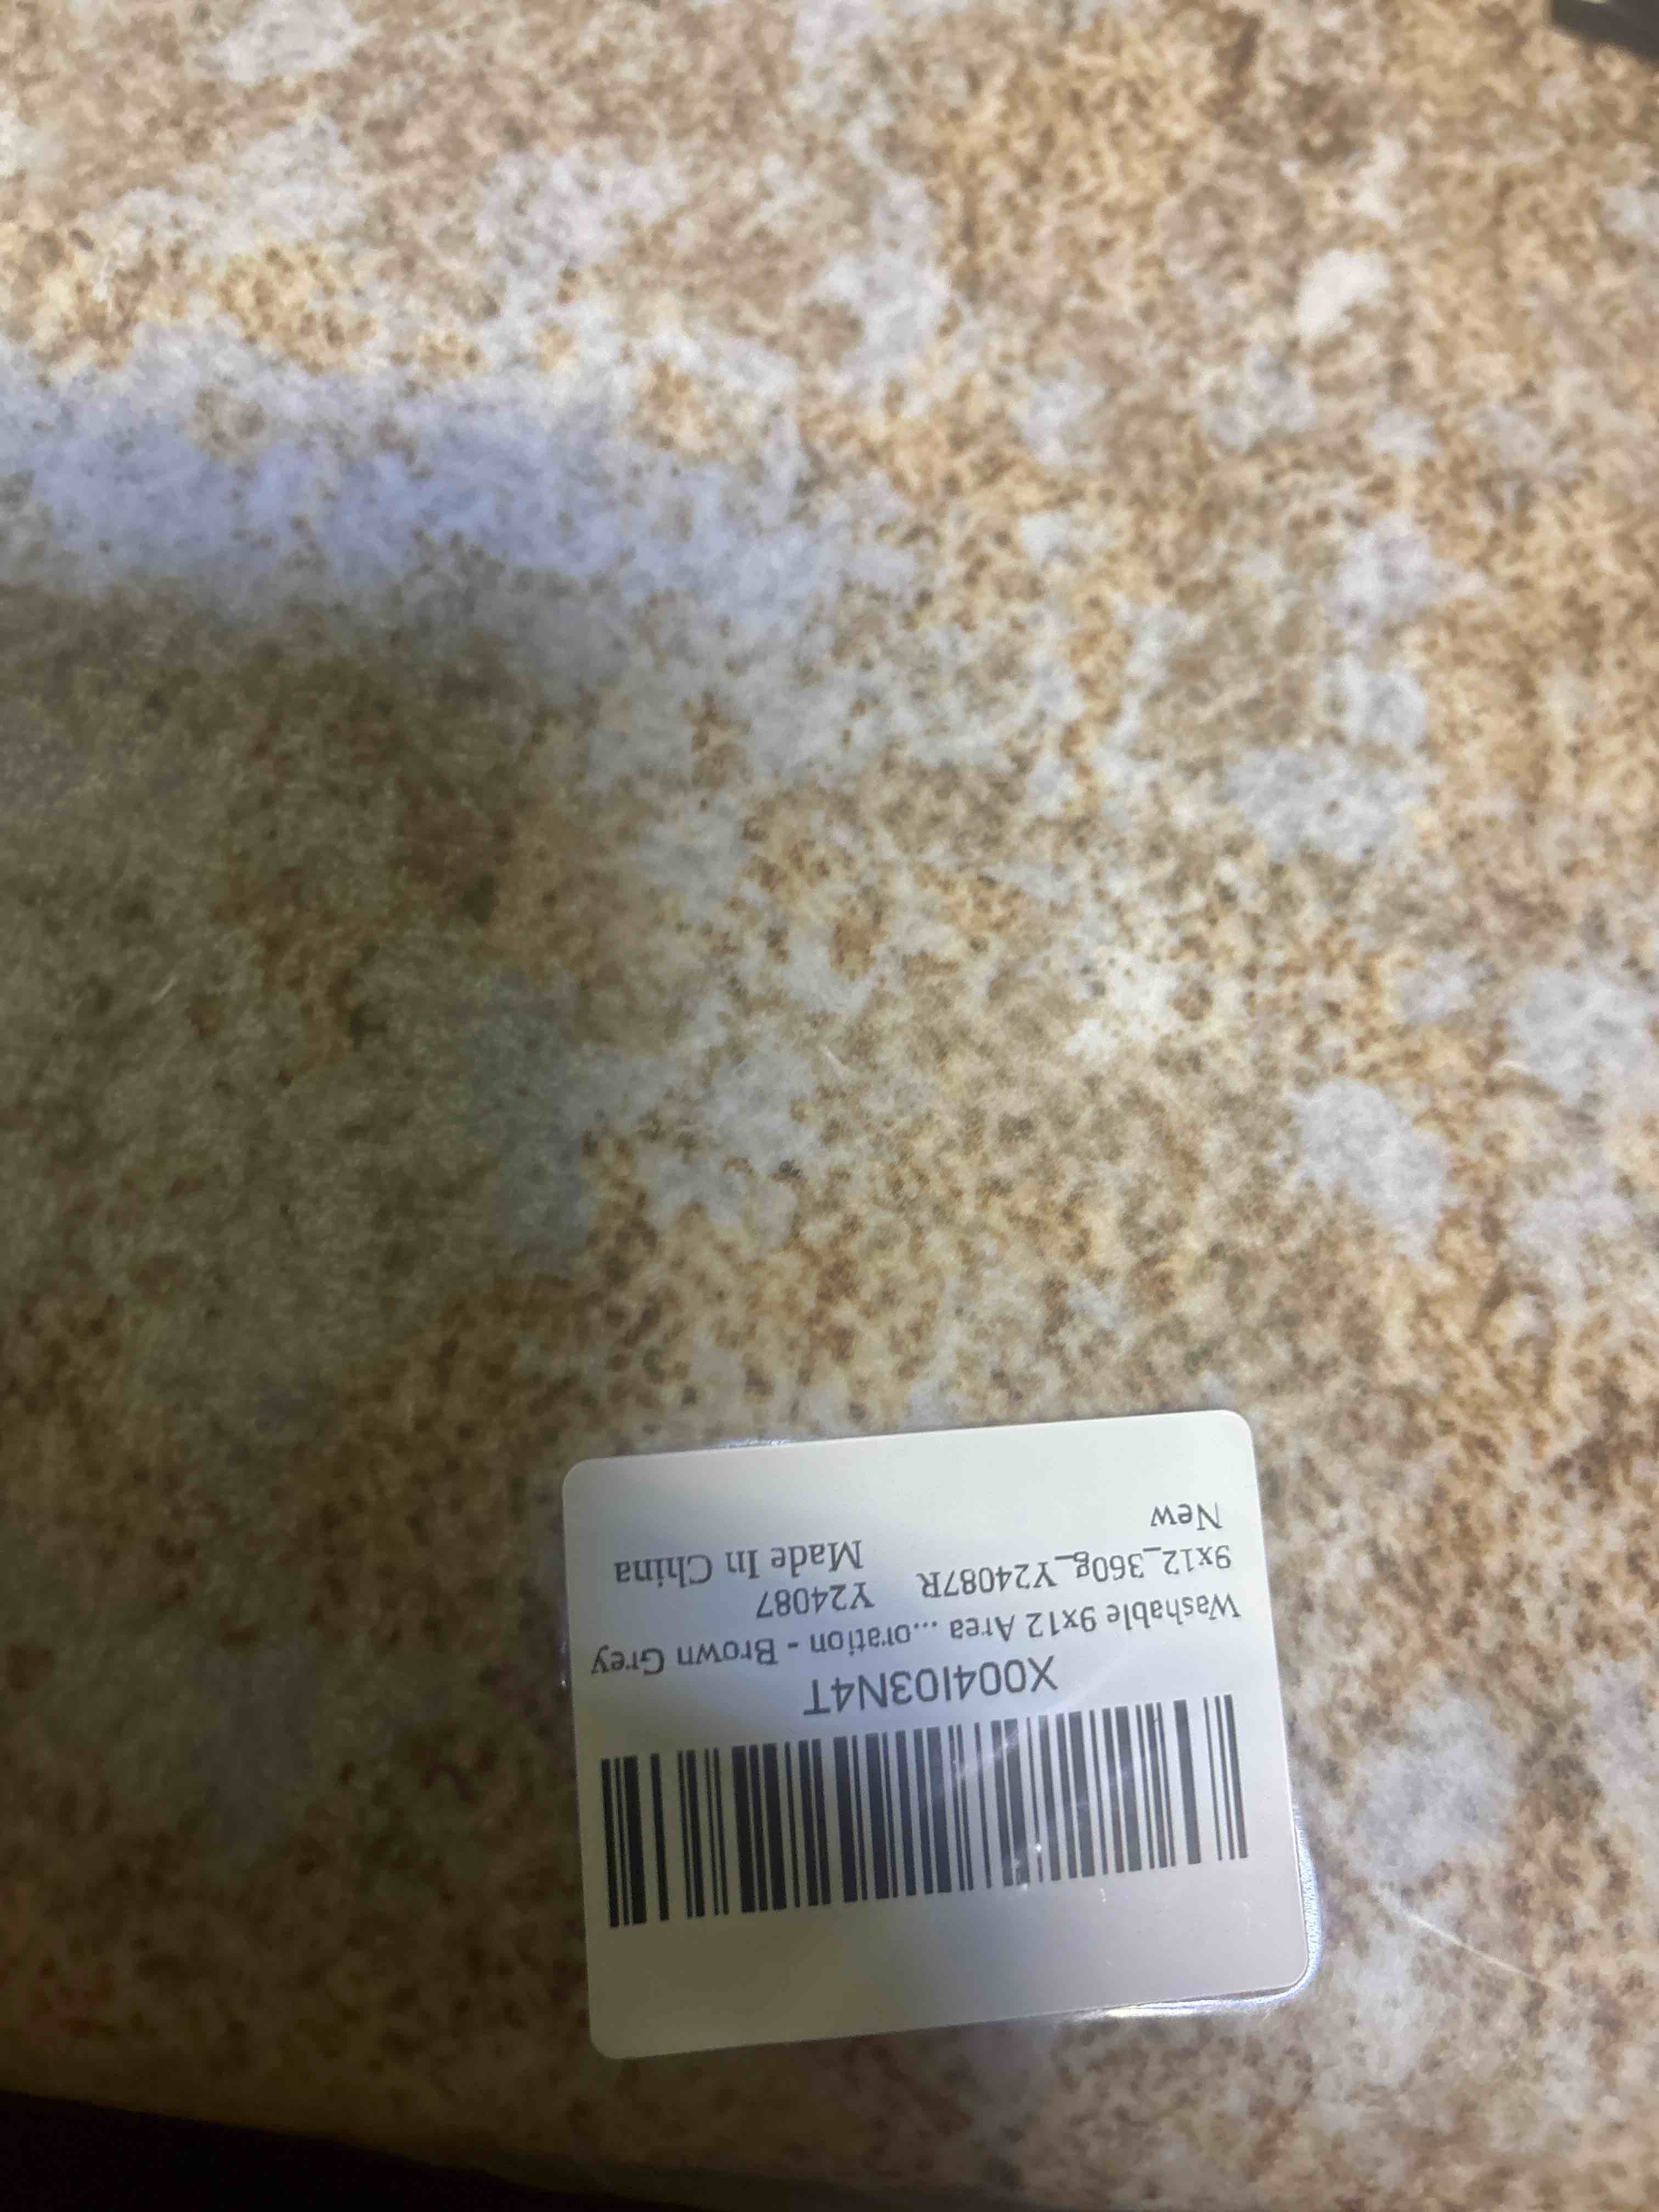 X004I03N4T
Washable 9x12 Area ...oration - Brown Grey
9x12_360g_Y24087R Y24087
New Made In China